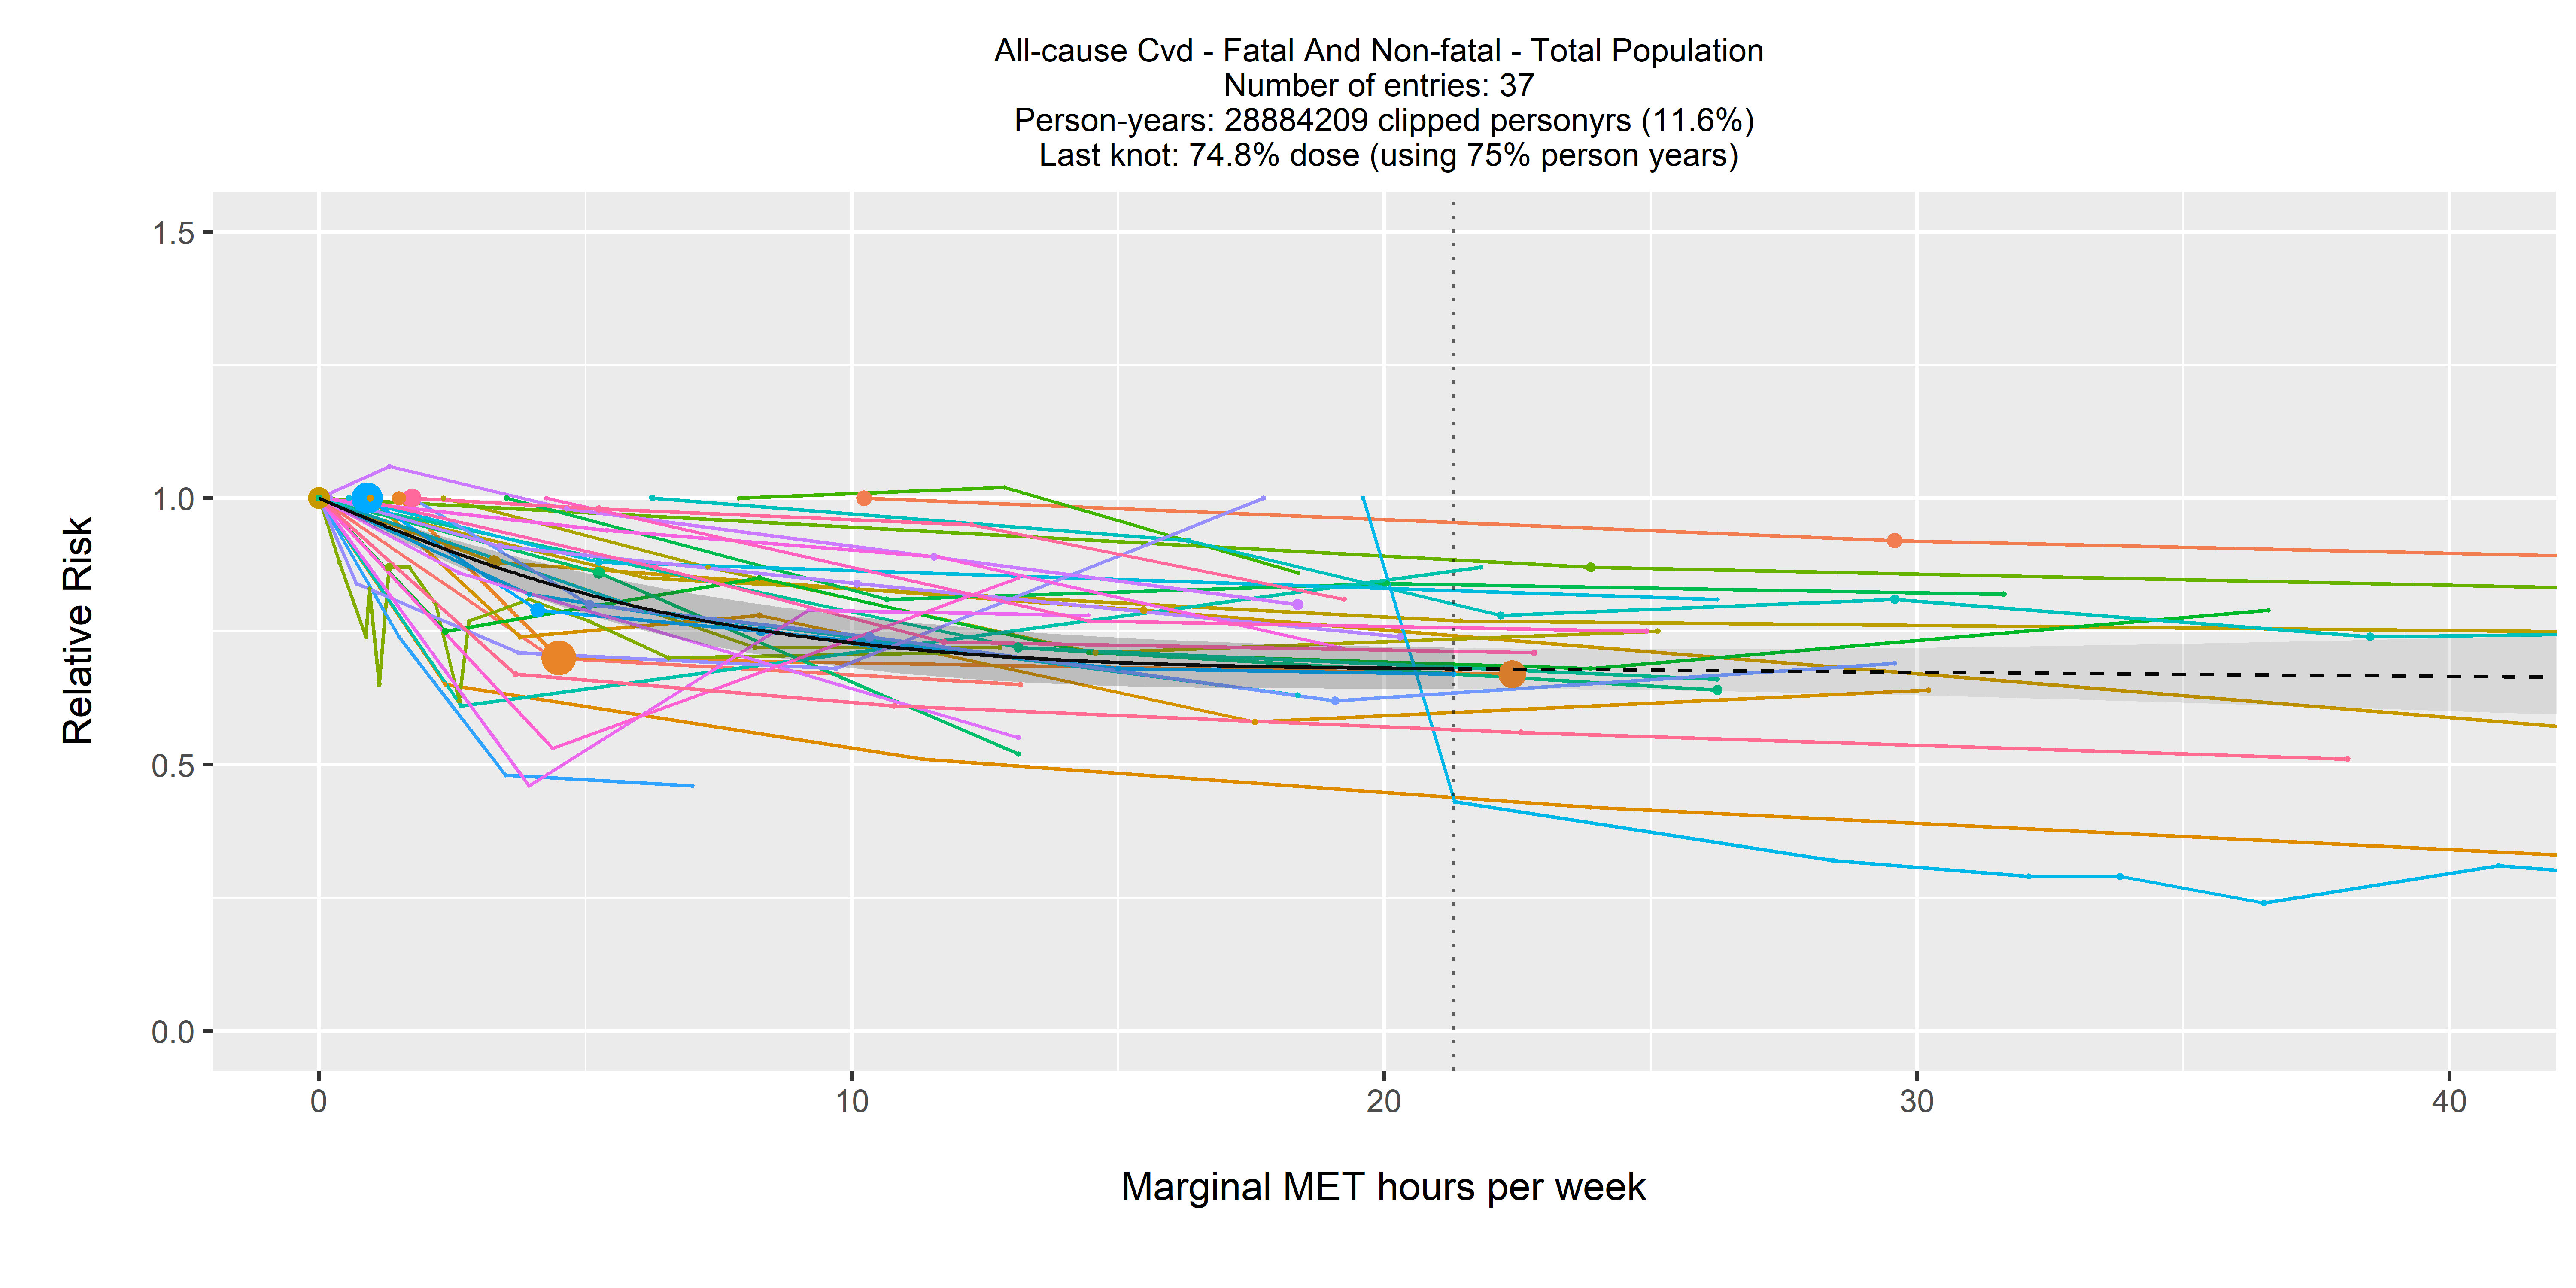 All-cause Cvd - Fatal And Non-fatal - Total Population
Number of entries: 37
Person-years: 28884209 clipped personyrs (11.6%)
Last knot: 74.8% dose (using 75% person years)
Relative Risk
1.5
1.0
0.5
0.0
0 10 20 30 40
Marginal MET hours per week